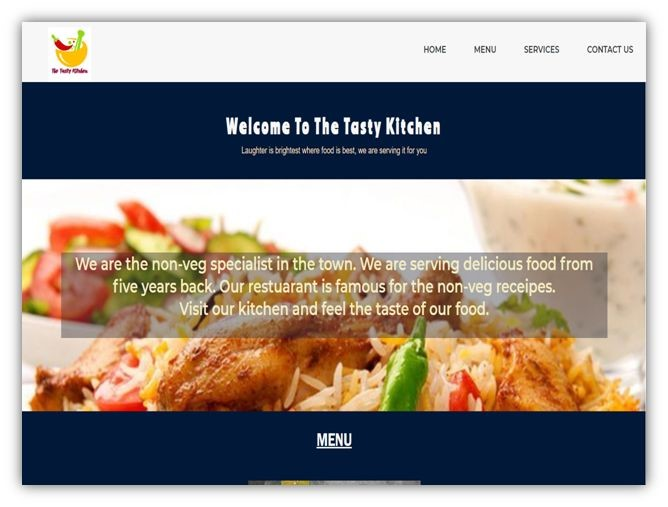 The Tasty Kitchen
HOME MENU SERVICES CONTACT US
Welcome To The Tasty Kitchen
Laughter is brightest where food is best, we are serving it for you
We are the non-veg specialist in the town. We are serving delicious food from
five years back. Our restuarant is famous for the non-veg receipes.
Visit our kitchen and feel the taste of our food.
MENU